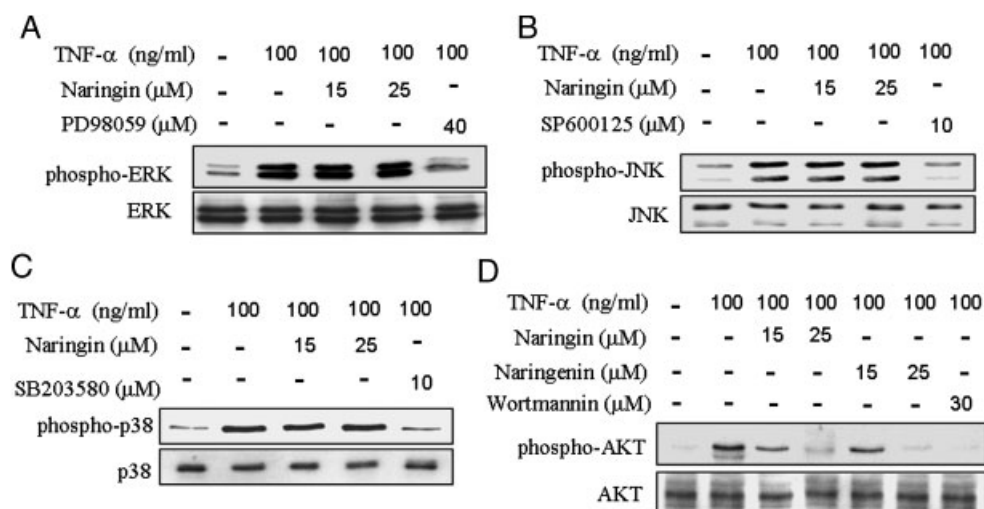 A
TNF-α (ng/ml) - 100 100 100 100
Naringin (μM) - - 15 25 -
PD98059 (μM) - - - - 40
phospho-ERK
ERK
B
TNF-α (ng/ml) - 100 100 100 100
Naringin (μM) - - 15 25 -
SP600125 (μM) - - - - 10
phospho-JNK
JNK
C
TNF-α (ng/ml) - 100 100 100 100
Naringin (μM) - - 15 25 -
SB203580 (μM) - - - - 10
phospho-p38
p38
D
TNF-α (ng/ml) - 100 100 100 100 100 100
Naringin (μM) - - 15 25 - - -
Naringenin (μM) - - - - 15 25 -
Wortmannin (μM) - - - - - - 30
phospho-AKT
AKT